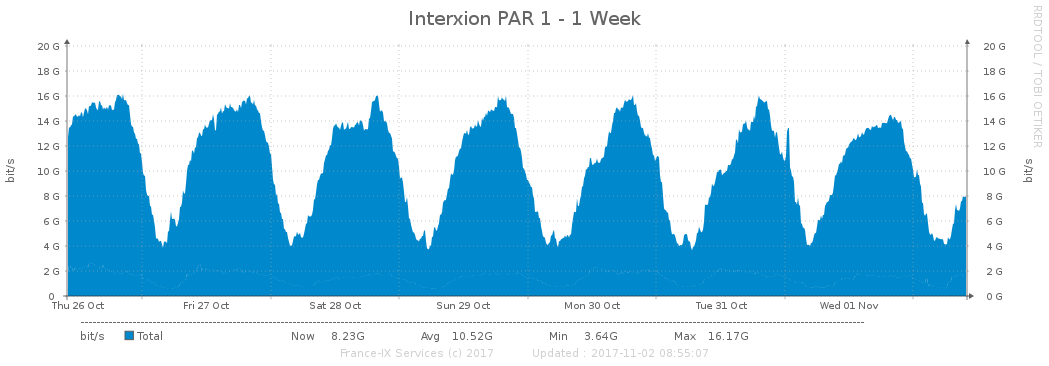 Interxion PAR 1 - 1 Week
RRDTOOL / TOBI OETIKER
20 G 20 G
18 G 18 G
16 G 16 G
14 G 14 G
12 G 12 G
10 G 10 G
8 G 8 G
6 G 6 G
4 G 4 G
2 G 2 G
0 0 G
bit/s bit/s
Thu 26 Oct Fri 27 Oct Sat 28 Oct Sun 29 Oct Mon 30 Oct Tue 31 Oct Wed 01 Nov
bit/s Total Now 8.23G Avg 10.52G Min 3.64G Max 16.17G
France-IX Services (c) 2017 Updated : 2017-11-02 08:55:07